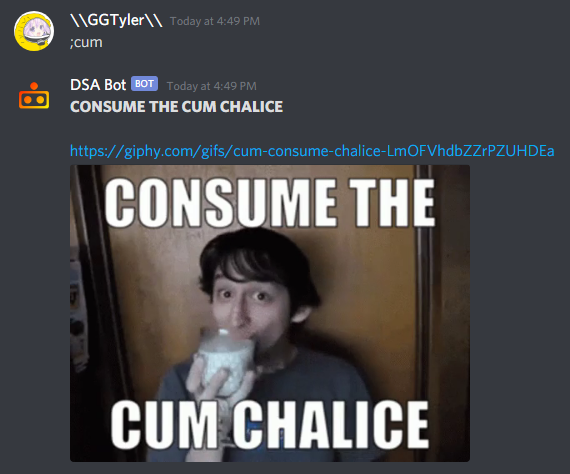 \\GGTyler\\ Today at 4:49 PM
;cum
DSA Bot BOT Today at 4:49 PM
CONSUME THE CUM CHALICE
https://giphy.com/gifs/cum-consume-chalice-LmOFVhdbZZrPZUHDEa
CONSUME THE
CUM CHALICE